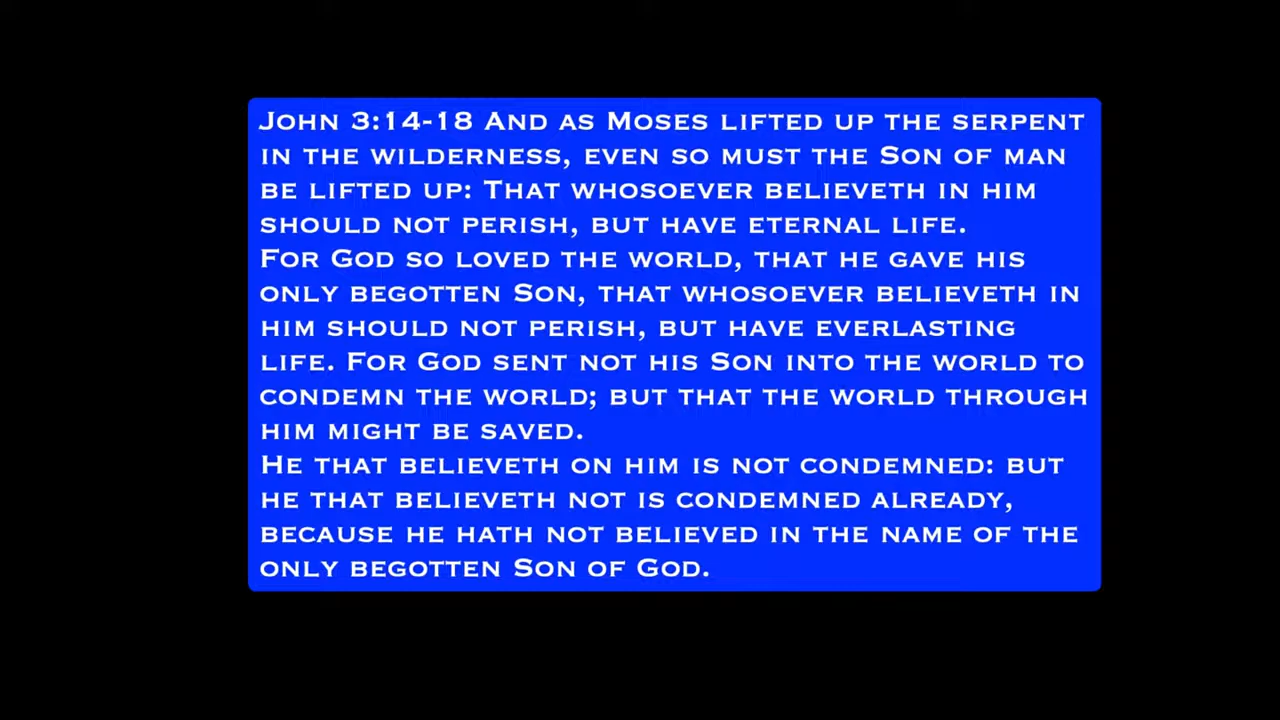 John 3:14-18 And as Moses lifted up the serpent
in the wilderness, even so must the Son of man
be lifted up: That whosoever believeth in him
should not perish, but have eternal life.
For God so loved the world, that he gave his
only begotten Son, that whosoever believeth in
him should not perish, but have everlasting
life. For God sent not his Son into the world to
condemn the world; but that the world through
him might be saved.
He that believeth on him is not condemned: but
he that believeth not is condemned already,
because he hath not believed in the name of the
only begotten Son of God.